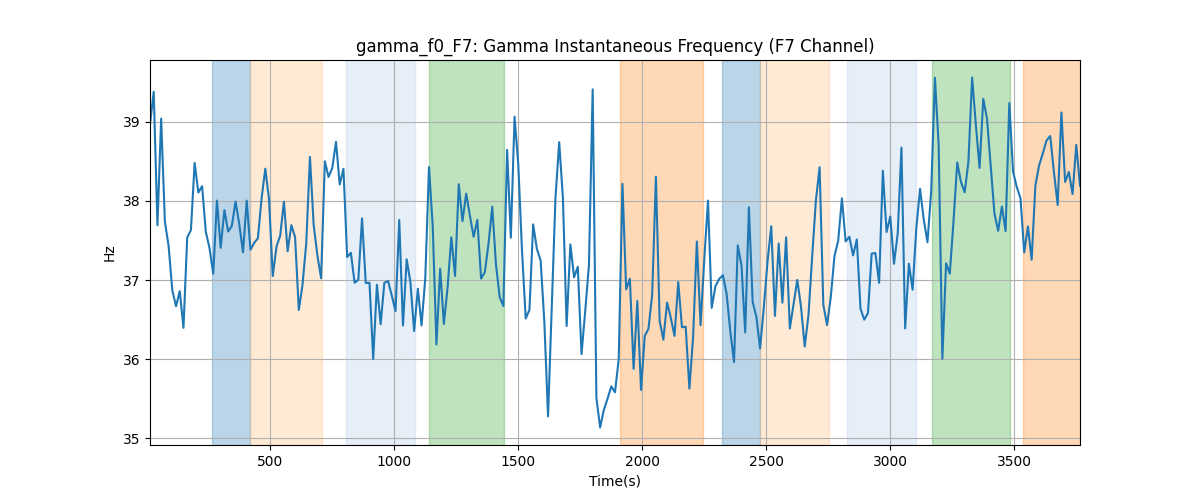 gamma_f0_F7: Gamma Instantaneous Frequency (F7 Channel)
Hz
39
38
37
36
35
500 1000 1500 2000 2500 3000 3500
Time(s)